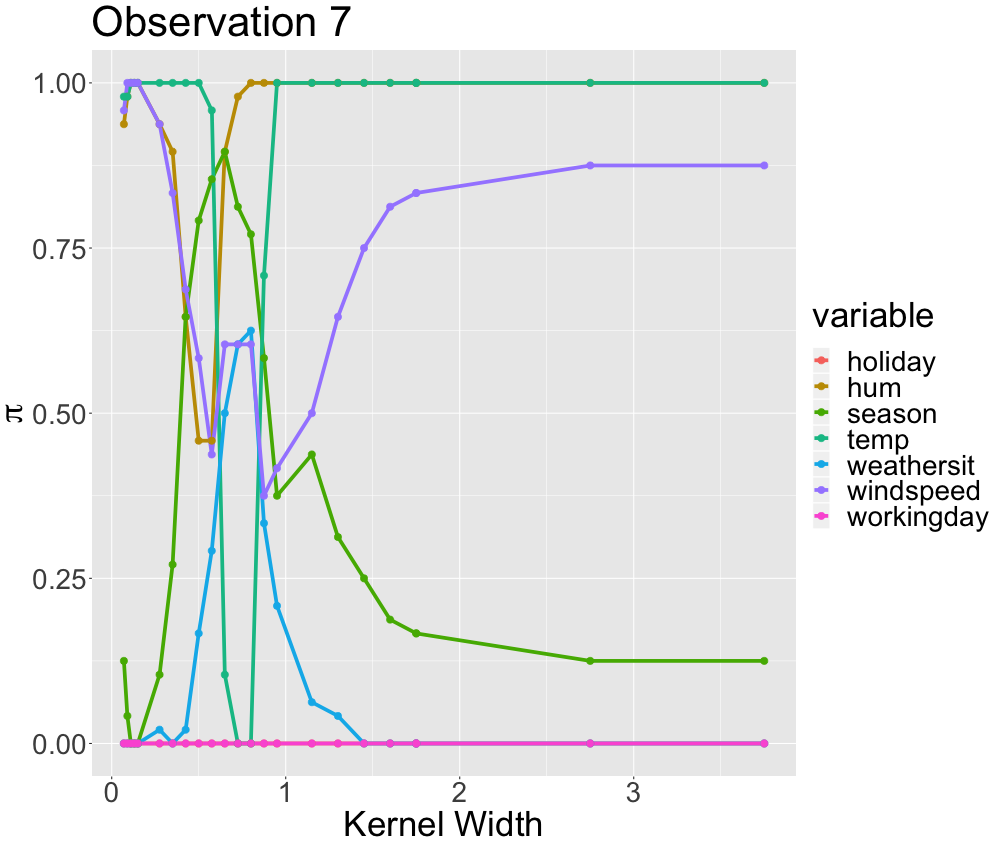 Observation 7
1.00
0.75
0.50
0.25
0.00
π
0 1 2 3
Kernel Width
variable
holiday
hum
season
temp
weathersit
windspeed
workingday